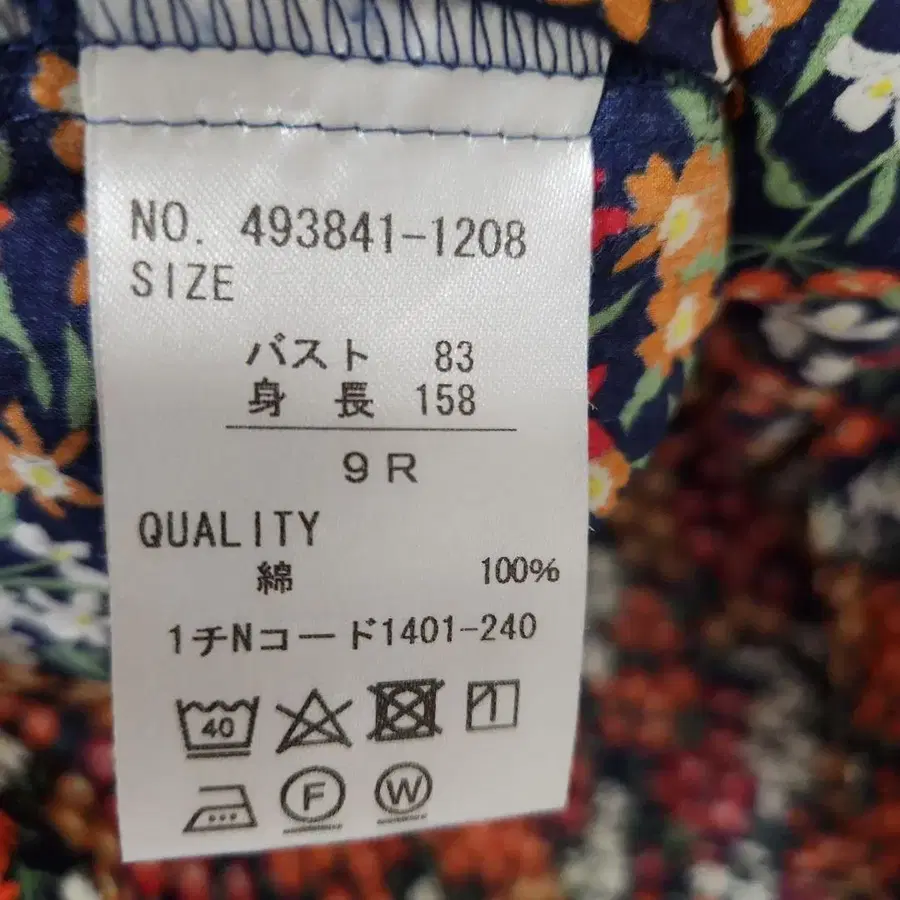 NO. 493841-1208
SIZE
バスト 83
身 長 158
9R
QUALITY
綿 100%
1チNコード1401-240
40
F W